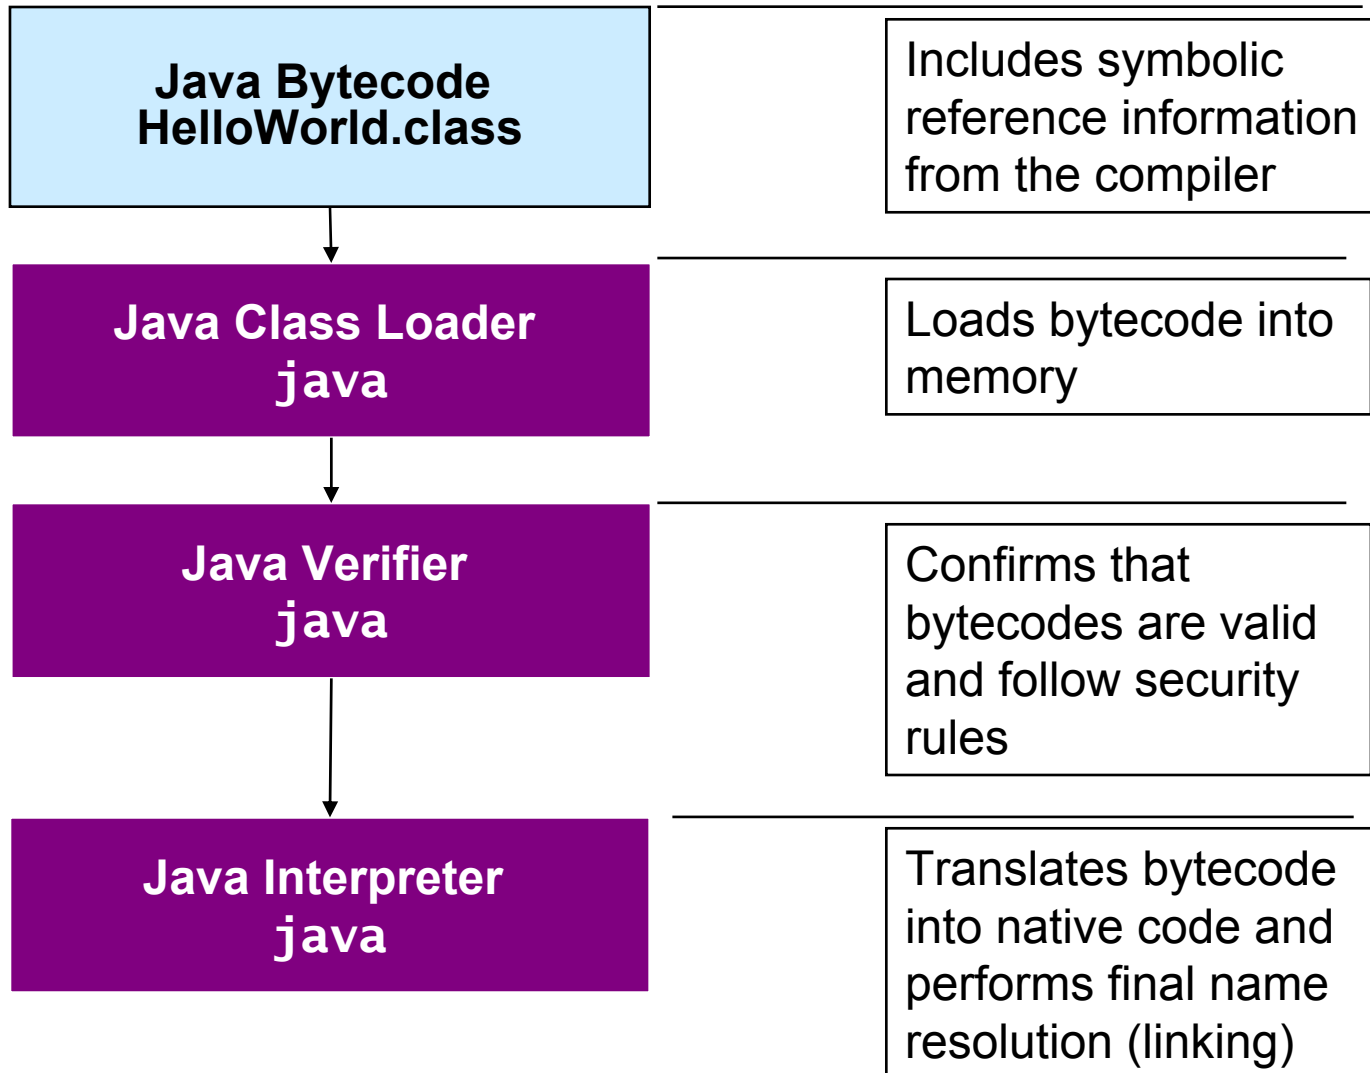 Java Bytecode
HelloWorld.class
Includes symbolic
reference information
from the compiler
Java Class Loader
java
Loads bytecode into
memory
Java Verifier
java
Confirms that
bytecodes are valid
and follow security
rules
Java Interpreter
java
Translates bytecode
into native code and
performs final name
resolution (linking)